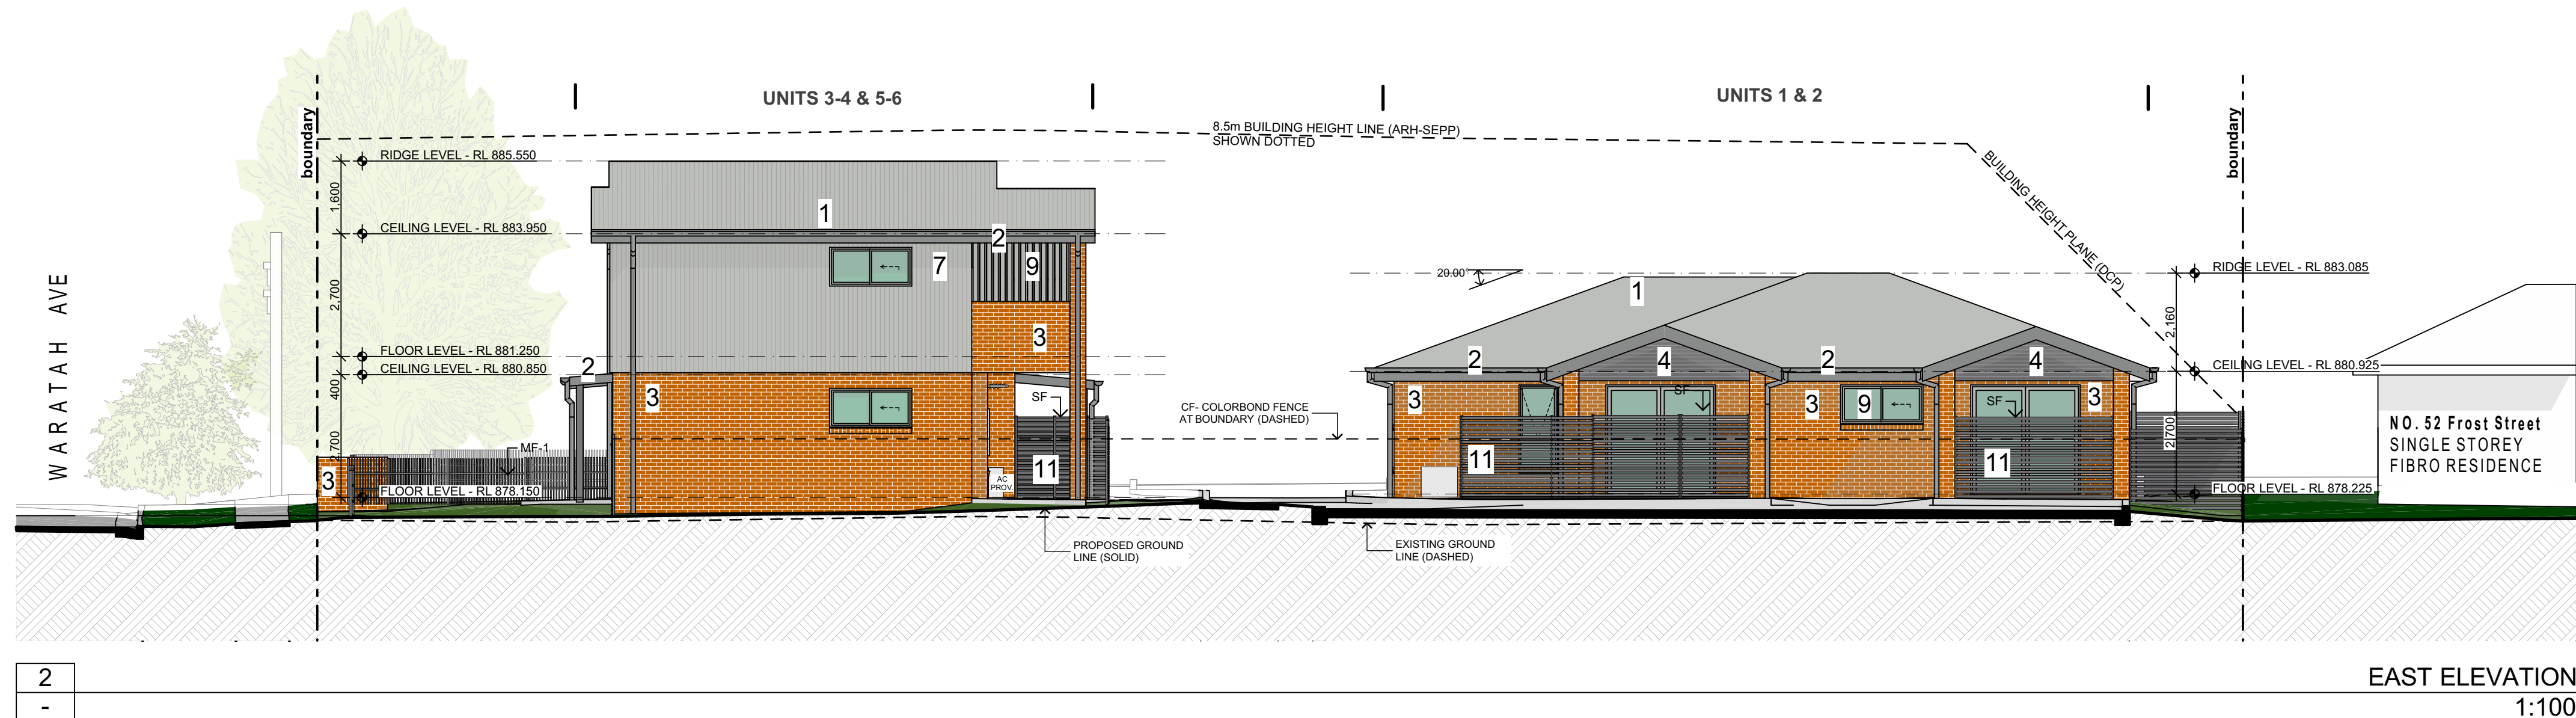 UNITS 3-4 & 5-6
UNITS 1 & 2
boundary
boundary
8.5m BUILDING HEIGHT LINE (ARH-SEPP)
SHOWN DOTTED
BUILDING HEIGHT PLANE (DCP)
WARATAH AVE
RIDGE LEVEL - RL 885.550
1,600
CEILING LEVEL - RL 883.950
2,700
FLOOR LEVEL - RL 881.250
CEILING LEVEL - RL 880.850
400
2,700
FLOOR LEVEL - RL 878.150
MF-1
3
1
2
7
9
3
2
3
SF
AC
PROV.
11
CF- COLORBOND FENCE
AT BOUNDARY (DASHED)
20.00°
1
2
4
2
4
3
SF
3
9
SF
3
11
11
RIDGE LEVEL - RL 883.085
2,160
CEILING LEVEL - RL 880.925
2,700
FLOOR LEVEL - RL 878.225
NO. 52 Frost Street
SINGLE STOREY
FIBRO RESIDENCE
PROPOSED GROUND
LINE (SOLID)
EXISTING GROUND
LINE (DASHED)
2
-
EAST ELEVATION
1:100